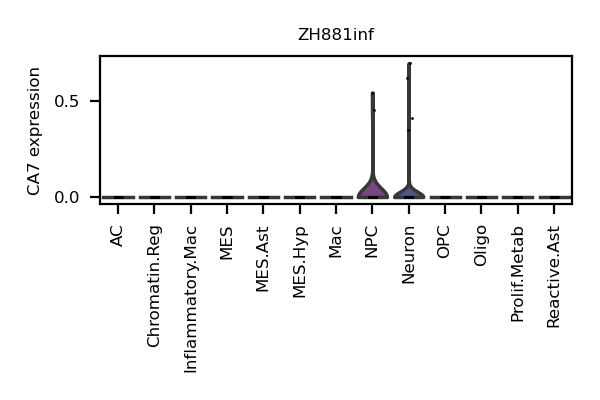 ZH881inf
CA7 expression
0.5
0.0
AC
Chromatin.Reg
Inflammatory.Mac
MES
MES.Ast
MES.Hyp
Mac
NPC
Neuron
OPC
Oligo
Prolif.Metab
Reactive.Ast